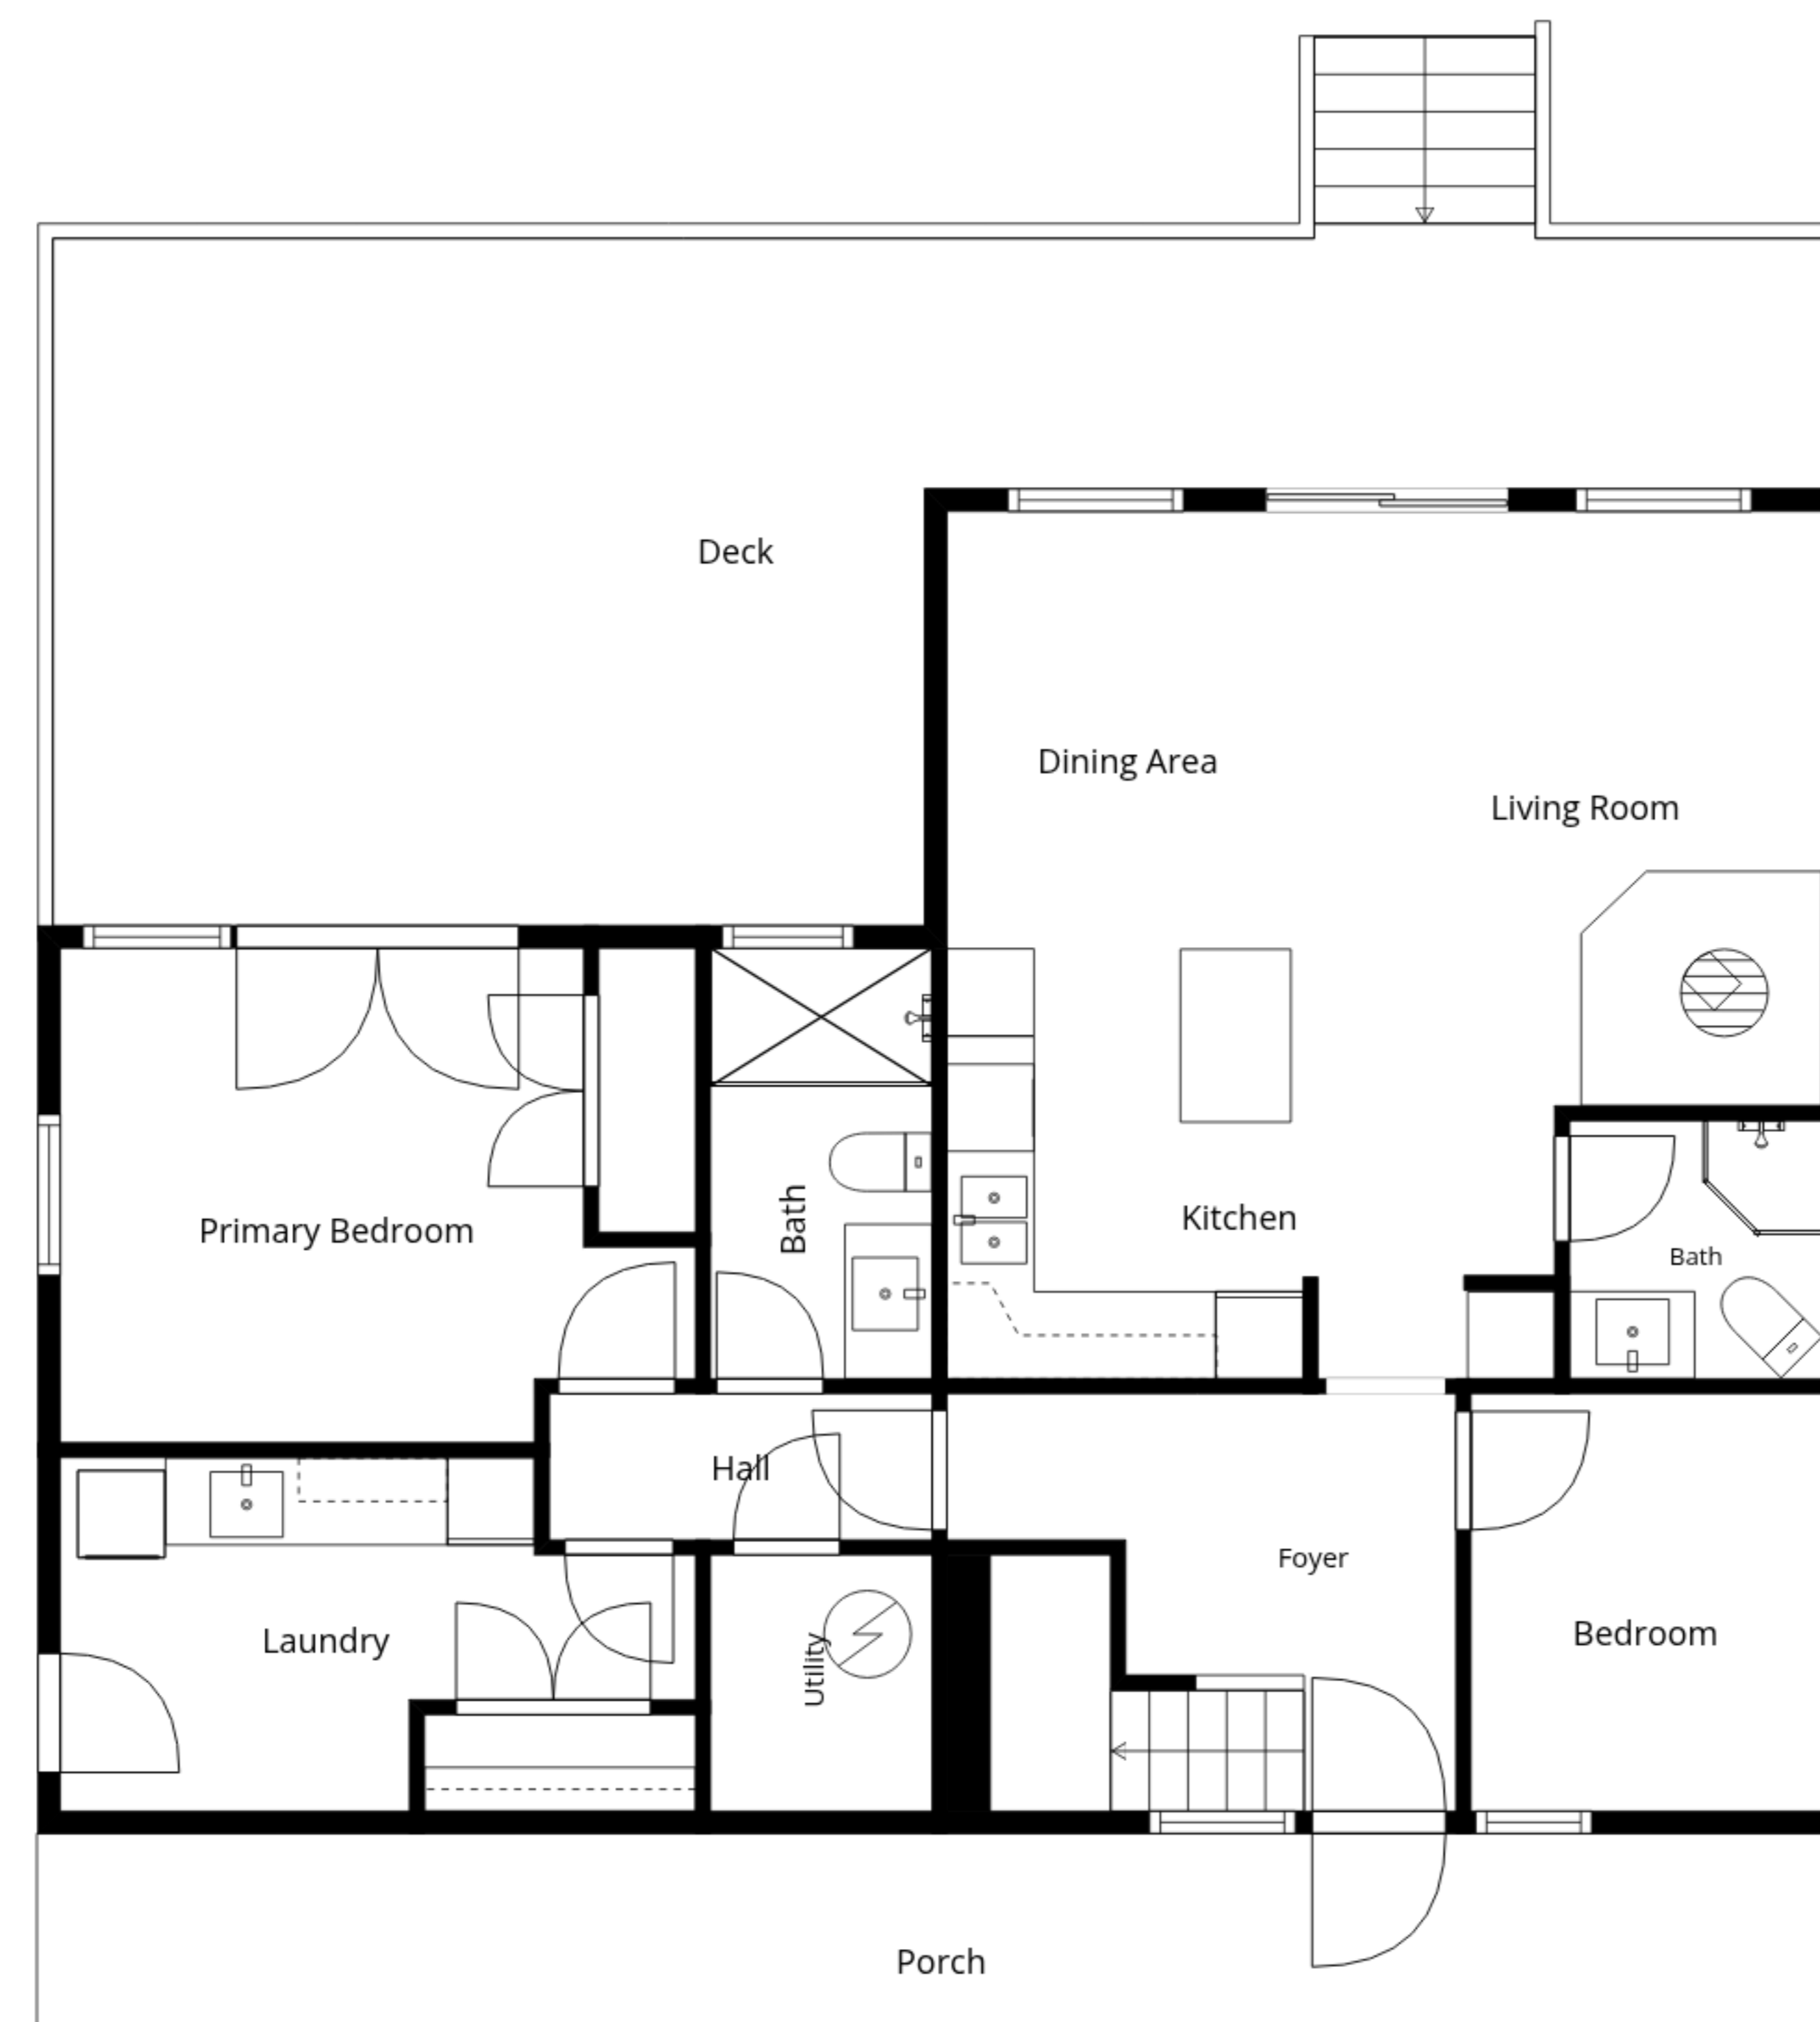 Deck
Dining Area
Living Room
Primary Bedroom
Bath
Kitchen
Bath
Hall
Foyer
Laundry
Utility
Bedroom
Porch